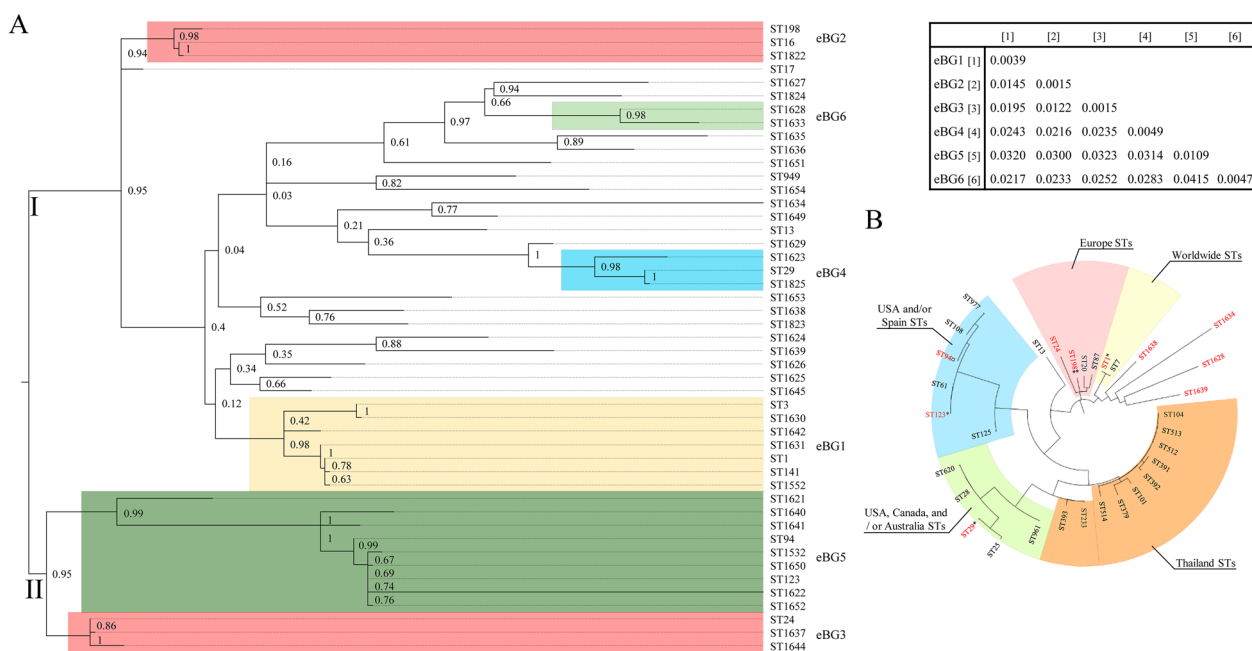 A
I
II
0.98
1
0.94
0.95
0.94
0.66
0.98
0.97
0.89
0.61
0.16
0.82
0.03
0.77
0.21
0.36
1
0.98
1
0.04
0.52
0.76
0.4
0.88
0.35
0.34
0.66
0.12
1
0.42
0.98
1
0.78
0.63
0.99
1
0.99
0.67
0.69
0.74
0.76
0.95
0.86
1
ST198
ST16
ST1822
ST17
ST1627
ST1824
ST1628
ST1633
ST1635
ST1636
ST1651
ST949
ST1654
ST1634
ST1649
ST13
ST1629
ST1623
ST29
ST1825
ST1653
ST1638
ST1823
ST1624
ST1639
ST1626
ST1625
ST1645
ST3
ST1630
ST1642
ST1631
ST1
ST141
ST1552
ST1621
ST1640
ST1641
ST94
ST1532
ST1650
ST123
ST1622
ST1652
ST24
ST1637
ST1644
eBG2
eBG6
eBG4
eBG1
eBG5
eBG3
[1] [2] [3] [4] [5] [6]
eBG1 [1] 0.0039
eBG2 [2] 0.0145 0.0015
eBG3 [3] 0.0195 0.0122 0.0015
eBG4 [4] 0.0243 0.0216 0.0235 0.0049
eBG5 [5] 0.0320 0.0300 0.0323 0.0314 0.0109
eBG6 [6] 0.0217 0.0233 0.0252 0.0283 0.0415 0.0047
B
Europe STs
Worldwide STs
USA and/or
Spain STs
USA, Canada, and
/ or Australia STs
Thailand STs
ST977
ST108
ST61
ST123*
ST125
ST13
ST24
ST198
ST20
ST87
ST1*
ST7
ST1638
ST1634
ST1628
ST1639
ST104
ST513
ST512
ST391
ST392
ST101
ST379
ST514
ST233
ST393
ST961
ST25
ST29*
ST28
ST620